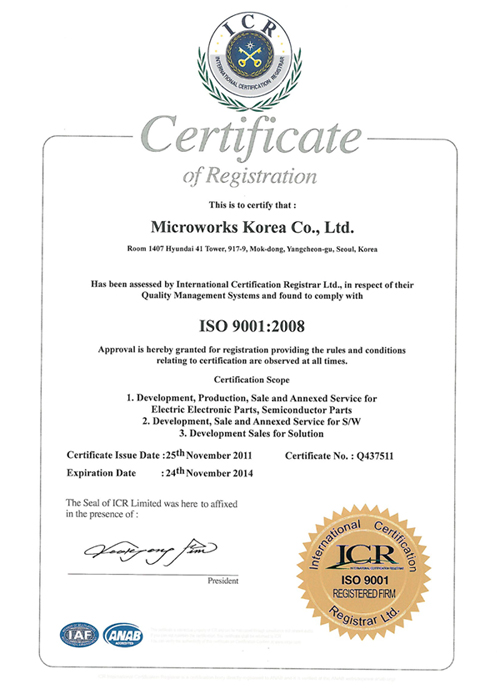 ICR
INTERNATIONAL CERTIFICATION REGISTRAR
Certificate
of Registration
This is to certify that :
Microworks Korea Co., Ltd.
Room 1407 Hyundai 41 Tower, 917-9, Mok-dong, Yangcheon-gu, Seoul, Korea
Has been assessed by International Certification Registrar Ltd., in respect of their
Quality Management Systems and found to comply with
ISO 9001:2008
Approval is hereby granted for registration providing the rules and conditions
relating to certification are observed at all times.
Certification Scope
1. Development, Production, Sale and Annexed Service for
Electric Electronic Parts, Semiconductor Parts
2. Development, Sale and Annexed Service for S/W
3. Development Sales for Solution
Certificate Issue Date :25th November 2011 Certificate No. : Q437511
Expiration Date :24th November 2014
The Seal of ICR Limited was here to affixed
in the presence of :
President
International Certification
ICR
INTERNATIONAL CERTIFICATION REGISTRAR
ISO 9001
REGISTERED FIRM
Registrar Ltd.
IAF
ANAB
ACCREDITED